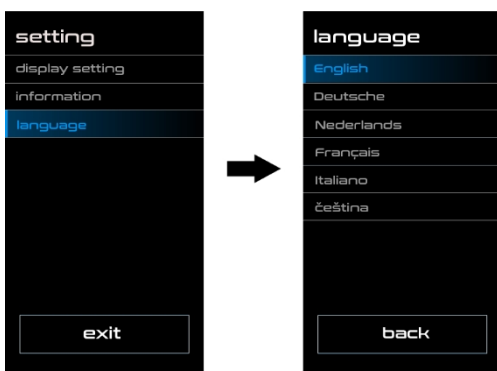 setting
display setting
information
language
exit
language
English
Deutsche
Nederlands
Français
Italiano
čeština
back